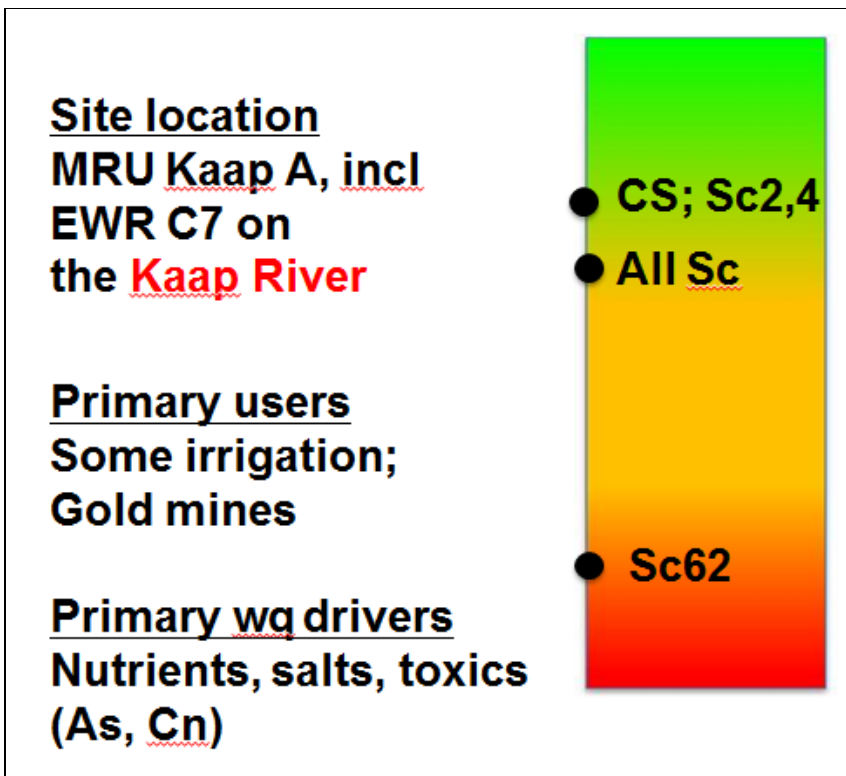 Site location
MRU Kaap A, incl
EWR C7 on
the Kaap River
Primary users
Some irrigation;
Gold mines
Primary wq drivers
Nutrients, salts, toxics
(As, Cn)
CS; Sc2,4
All Sc
Sc62